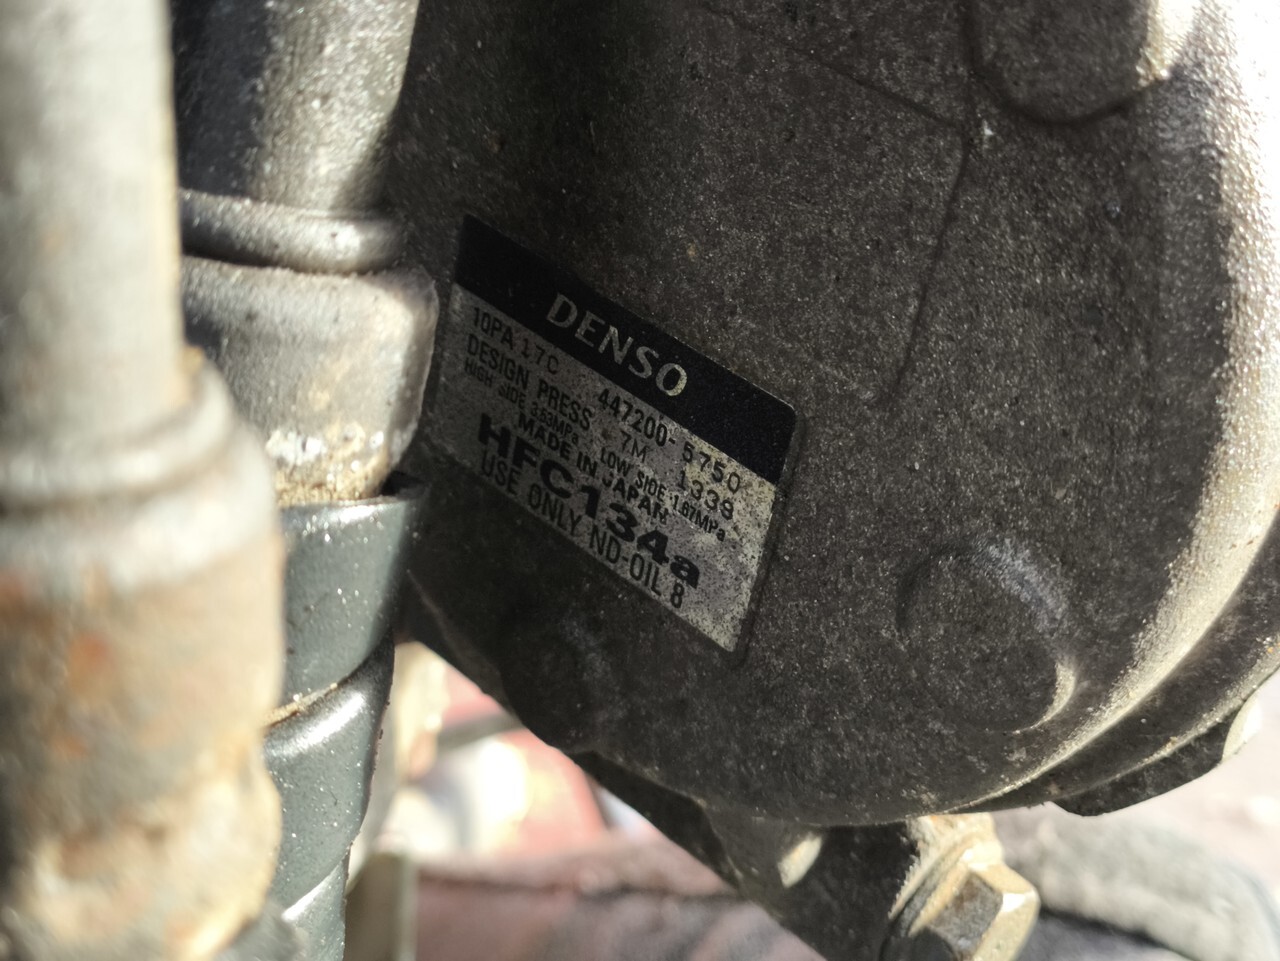 DENSO
10PA17C 447200-5750
DESIGN PRESS 7M 1339
HIGH SIDE 3.53MPa LOW SIDE 1.67MPa
MADE IN JAPAN
HFC134a
USE ONLY ND-OIL 8